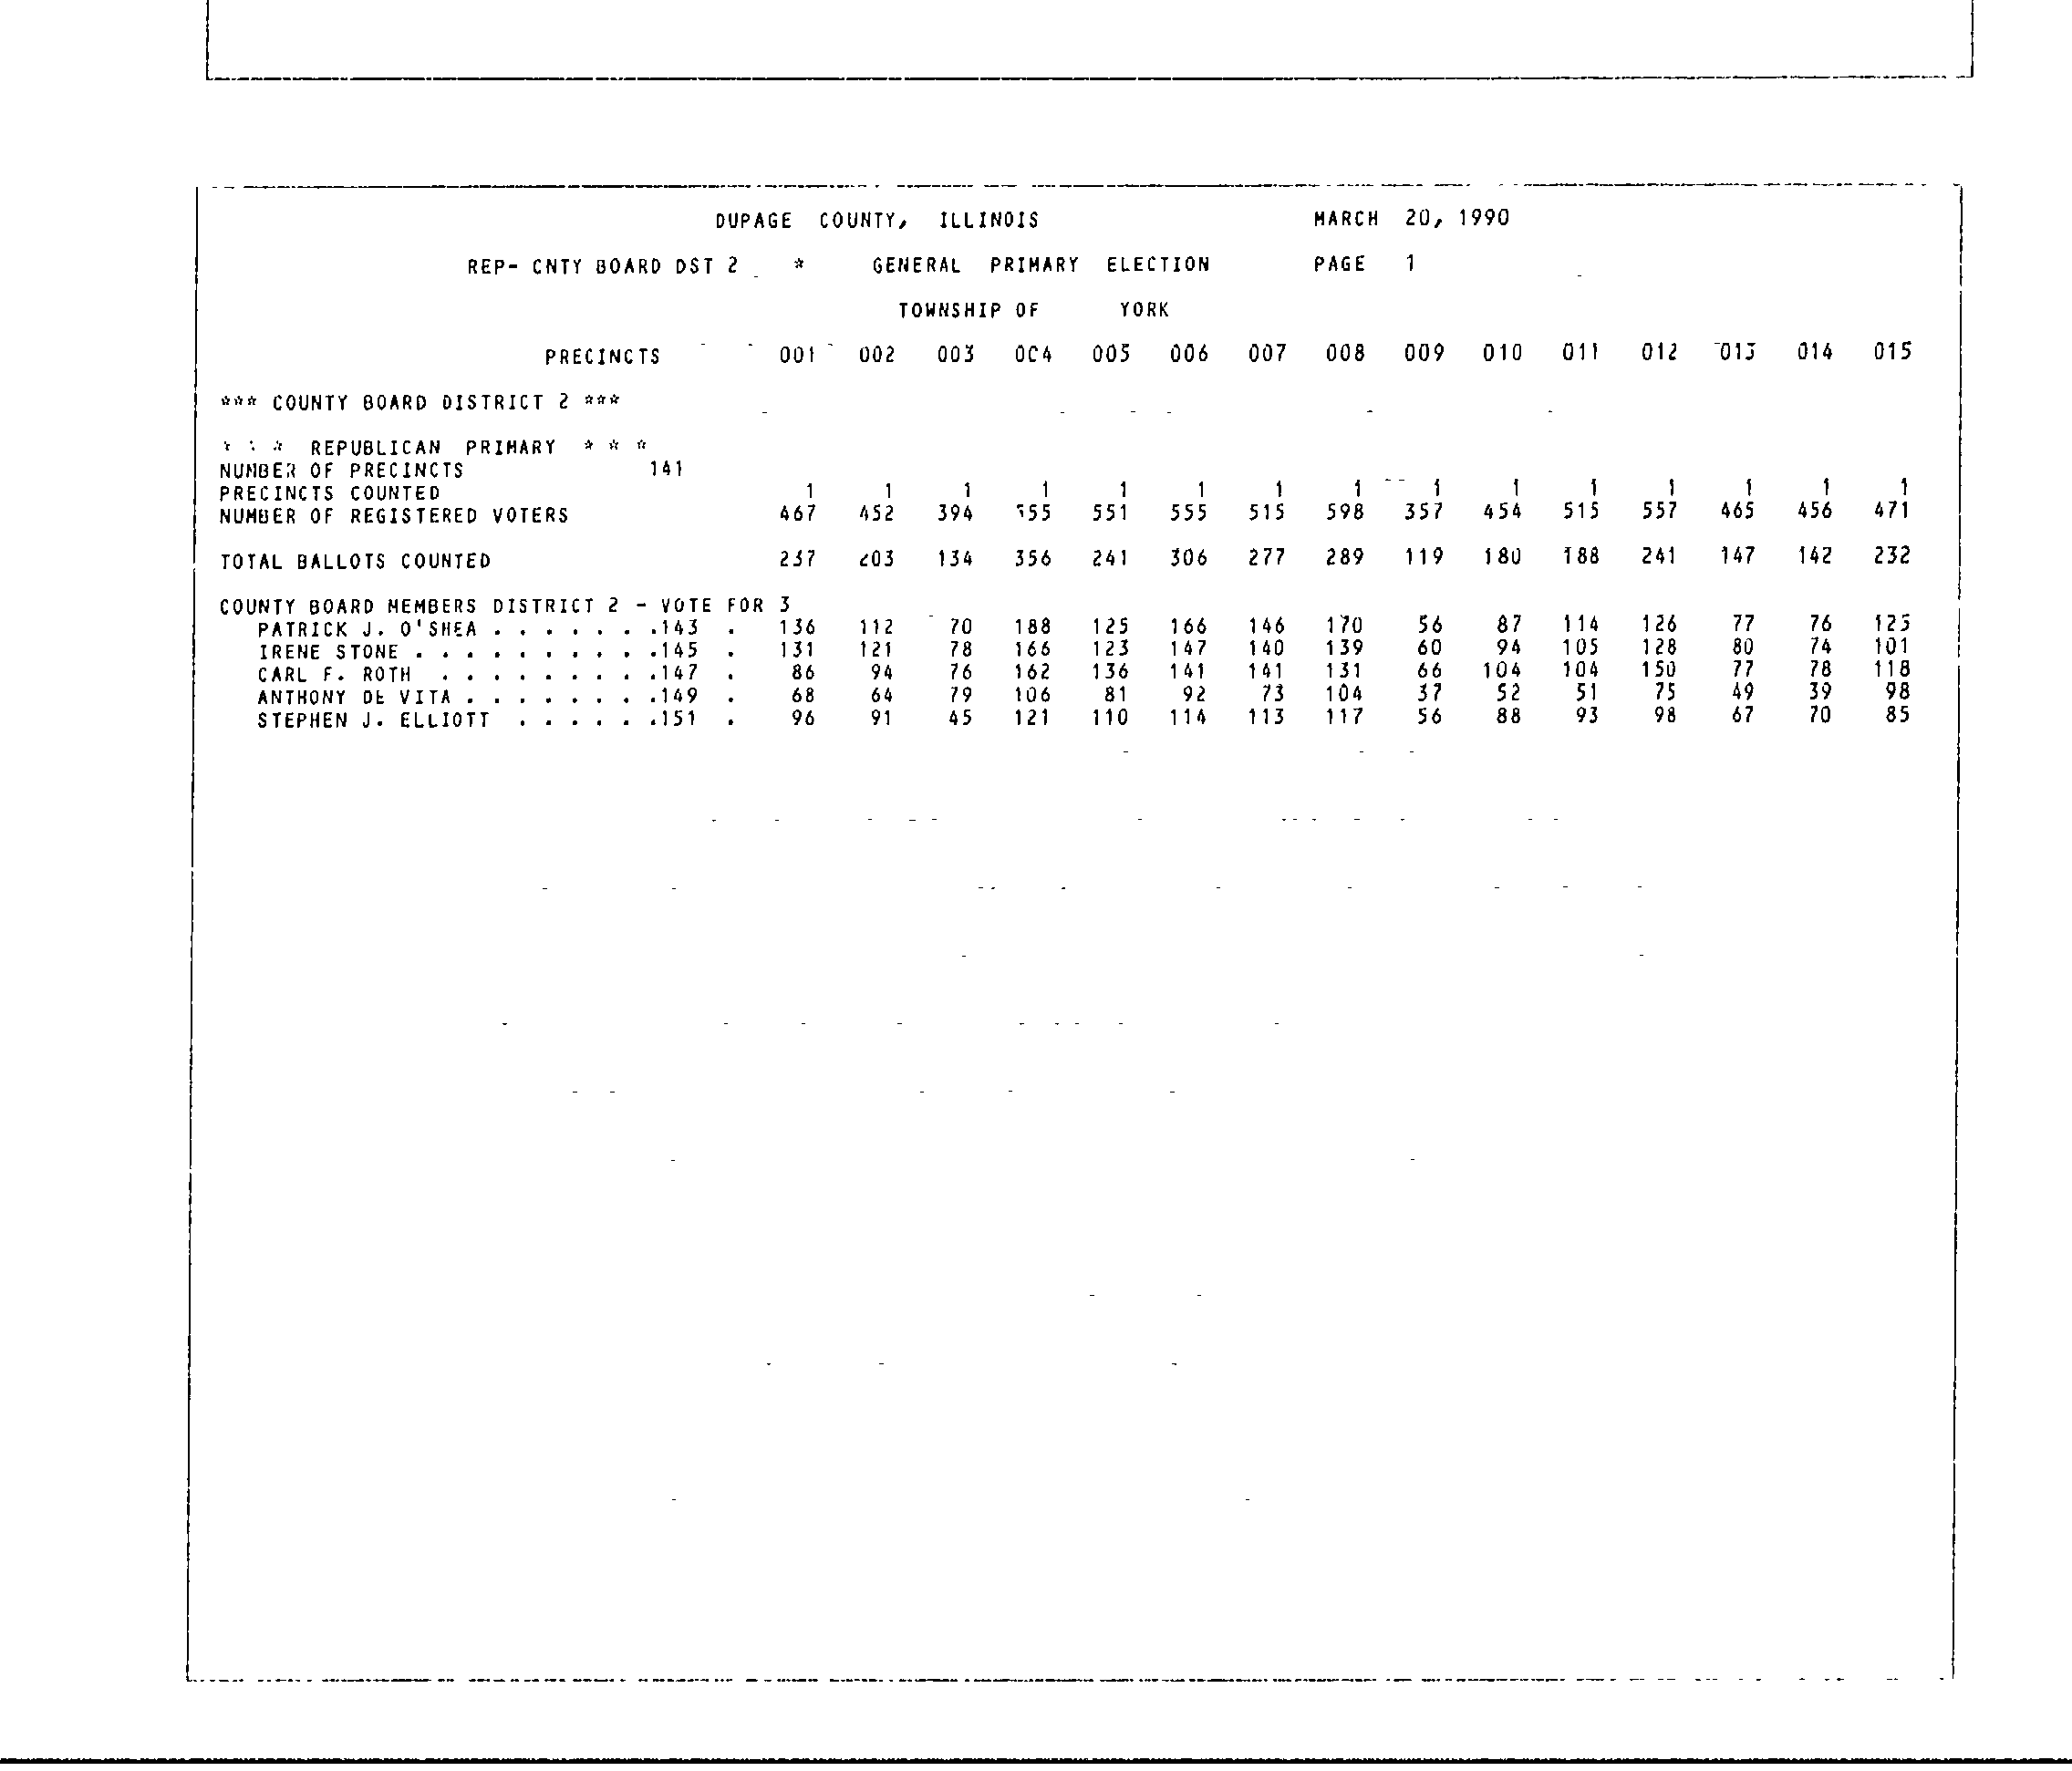 DUPAGE COUNTY, ILLINOIS MARCH 20, 1990
REP- CNTY BOARD DST 2 * GENERAL PRIMARY ELECTION PAGE 1
TOWNSHIP OF YORK
PRECINCTS 001 002 003 004 005 006 007 008 009 010 011 012 013 014 015
*** COUNTY BOARD DISTRICT 2 ***
* * * REPUBLICAN PRIMARY * * *
NUMBER OF PRECINCTS 141
PRECINCTS COUNTED 1 1 1 1 1 1 1 1 1 1 1 1 1 1 1
NUMBER OF REGISTERED VOTERS 467 452 394 555 551 555 515 598 357 454 515 557 465 456 471
TOTAL BALLOTS COUNTED 237 203 134 356 241 306 277 289 119 180 188 241 147 142 232
COUNTY BOARD MEMBERS DISTRICT 2 - VOTE FOR 3
PATRICK J. O'SHEA . . . . . . .143 . 136 112 70 188 125 166 146 170 56 87 114 126 77 76 125
IRENE STONE . . . . . . . . . .145 . 131 121 78 166 123 147 140 139 60 94 105 128 80 74 101
CARL F. ROTH . . . . . . . . .147 . 86 94 76 162 136 141 141 131 66 104 104 150 77 78 118
ANTHONY DE VITA . . . . . . . .149 . 68 64 79 106 81 92 73 104 37 52 51 75 49 39 98
STEPHEN J. ELLIOTT . . . . . .151 . 96 91 45 121 110 114 113 117 56 88 93 98 67 70 85